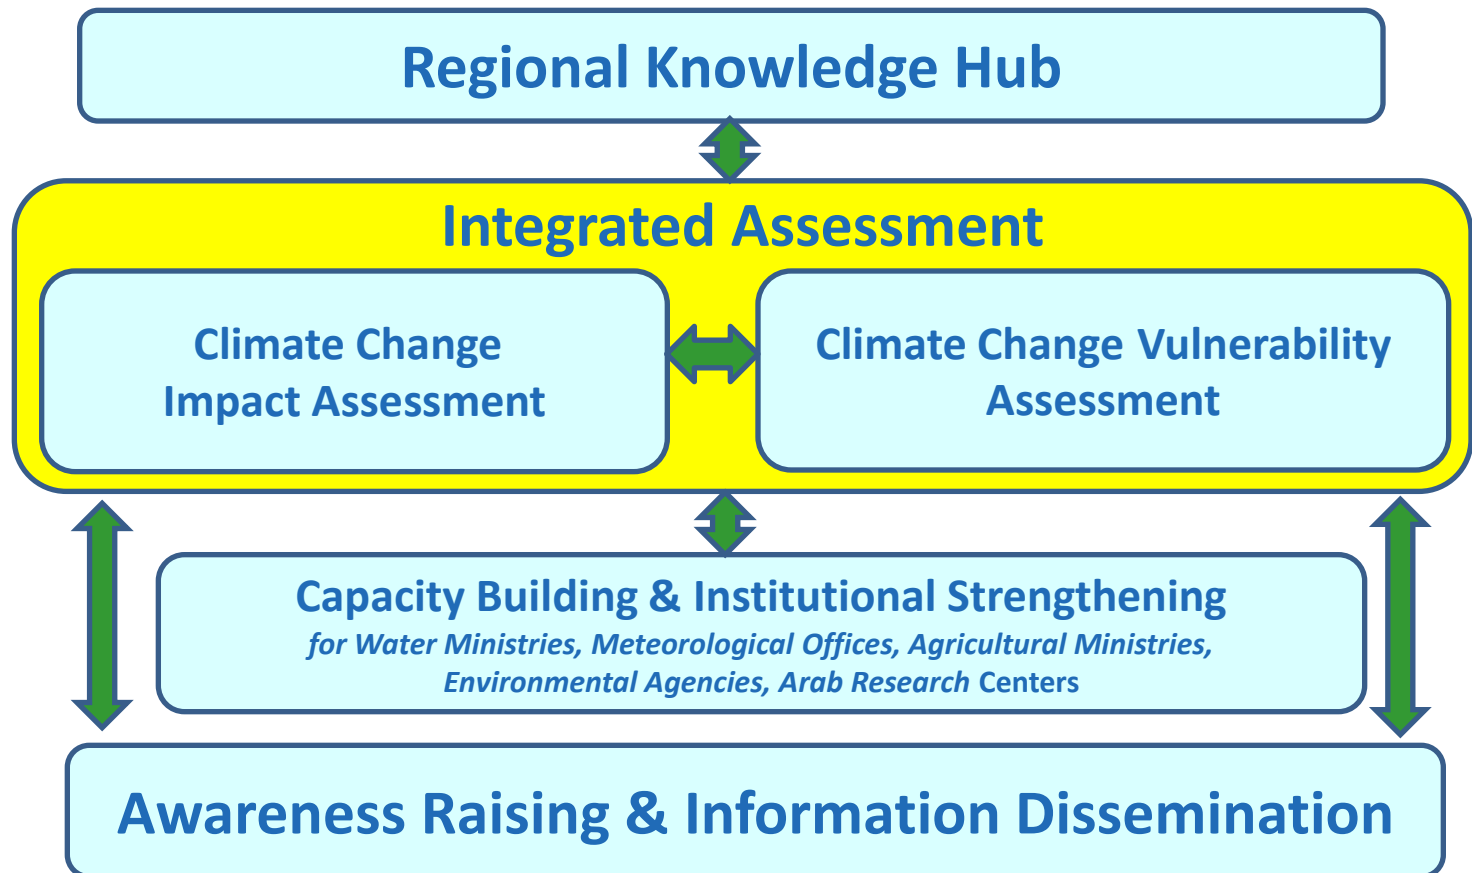 Regional Knowledge Hub
Integrated Assessment
Climate Change
Impact Assessment
Climate Change Vulnerability
Assessment
Capacity Building & Institutional Strengthening
for Water Ministries, Meteorological Offices, Agricultural Ministries,
Environmental Agencies, Arab Research Centers
Awareness Raising & Information Dissemination